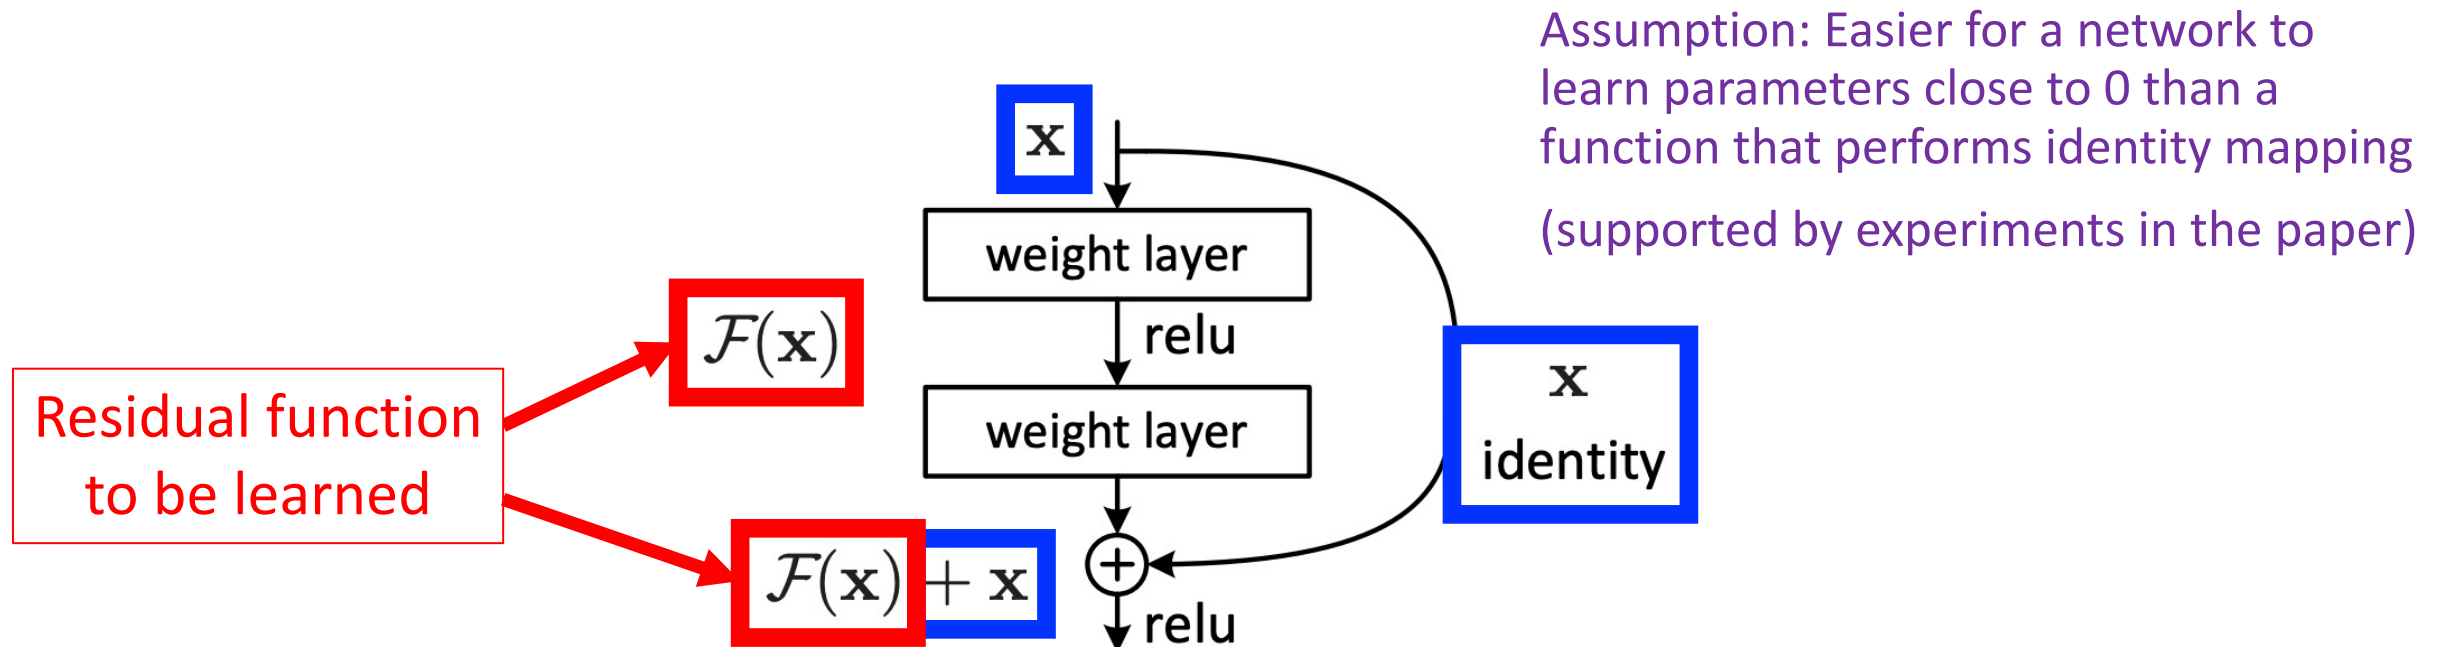 Assumption: Easier for a network to
learn parameters close to 0 than a
function that performs identity mapping
(supported by experiments in the paper)
x
weight layer
relu
F(x)
weight layer
x
identity
Residual function
to be learned
F(x) + x
+
relu